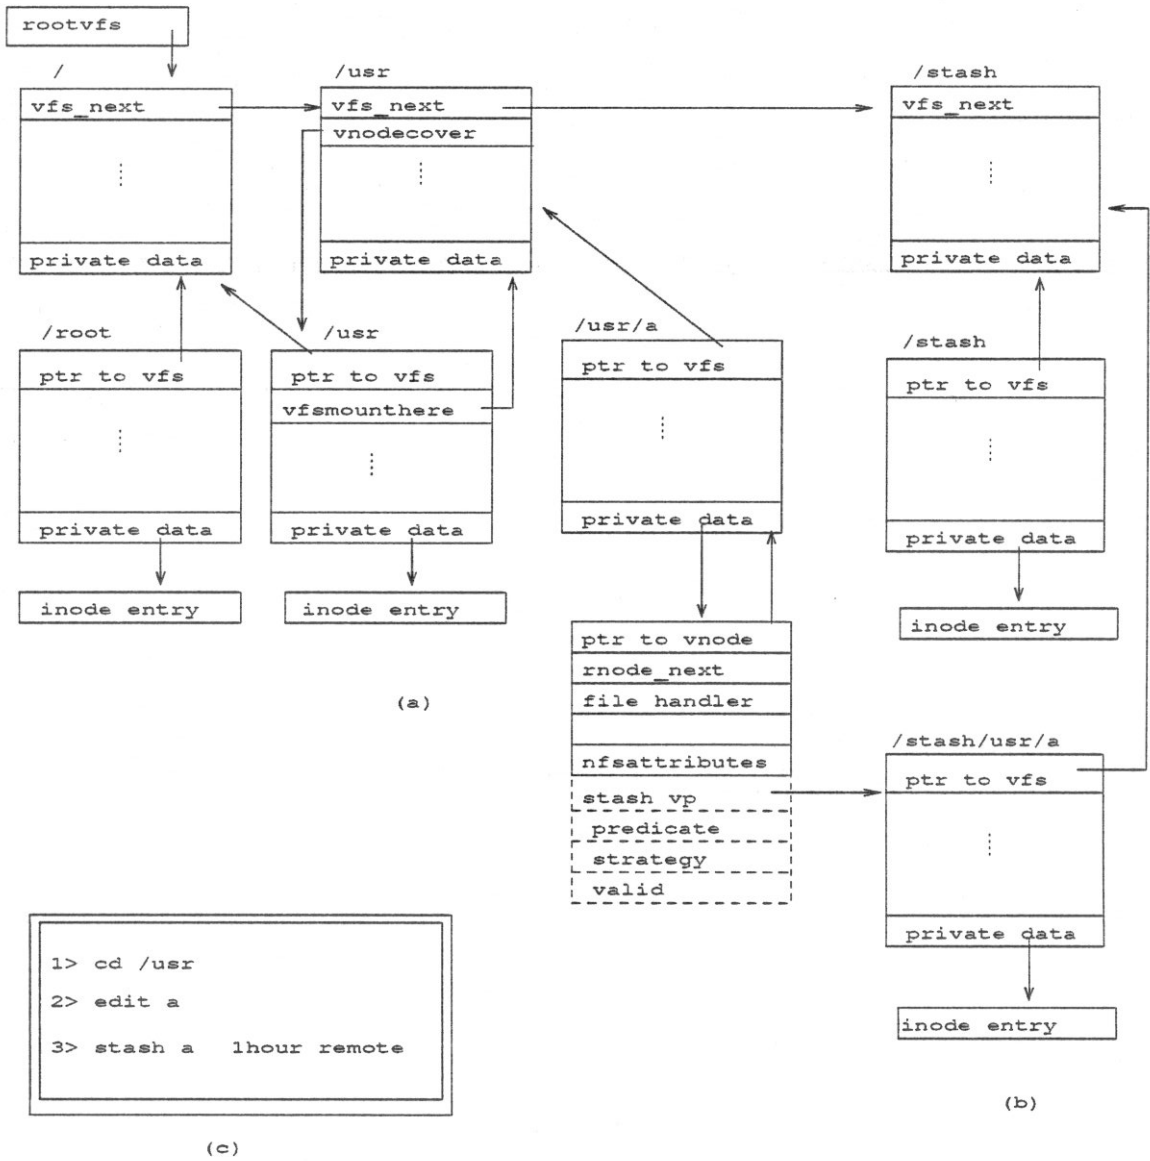 rootvfs
/
/usr
/stash
vfs_next
vfs_next
vfs_next
vnodecover
private data
private data
private data
/root
/usr
/usr/a
/stash
ptr to vfs
ptr to vfs
ptr to vfs
ptr to vfs
vfsmounthere
private data
private data
private data
private data
inode entry
inode entry
inode entry
ptr to vnode
rnode_next
file handler
nfsattributes
stash vp
predicate
strategy
valid
(a)
/stash/usr/a
ptr to vfs
private data
inode entry
(b)
1> cd /usr
2> edit a
3> stash a 1hour remote
(c)